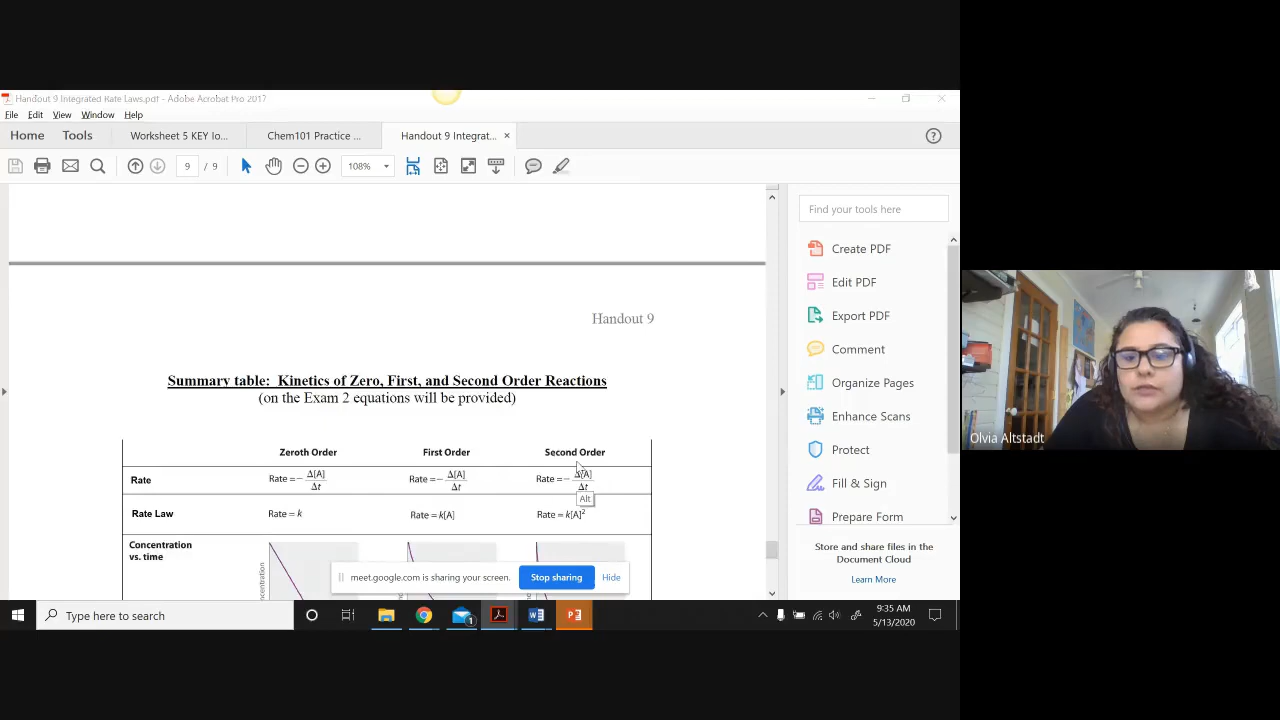 Handout 9 Integrated Rate Laws.pdf - Adobe Acrobat Pro 2017
File Edit View Window Help
Home Tools Worksheet 5 KEY Io... Chem101 Practice ... Handout 9 Integrat... ×
9 / 9 108%
Find your tools here
Create PDF
Edit PDF
Export PDF
Comment
Organize Pages
Enhance Scans
Protect
Fill & Sign
Prepare Form
Store and share files in the
Document Cloud
Learn More
Handout 9
Summary table: Kinetics of Zero, First, and Second Order Reactions
(on the Exam 2 equations will be provided)
Zeroth Order First Order Second Order
Rate Rate = − Δ[A]/Δt Rate = − Δ[A]/Δt Rate = − Δ[A]/Δt
Alt
Rate Law Rate = k Rate = k[A] Rate = k[A]²
Concentration
vs. time
oncentration
meet.google.com is sharing your screen. Stop sharing Hide
Type here to search
1
9:35 AM
5/13/2020
Olvia Altstadt